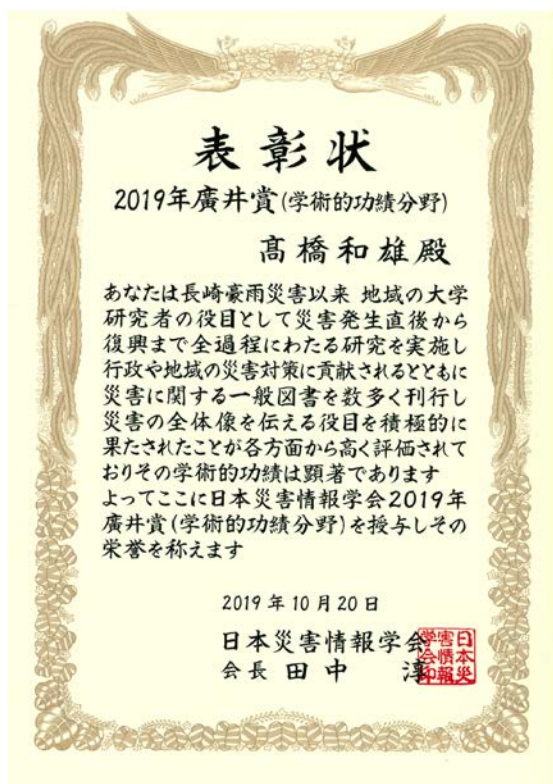 表彰状
2019年廣井賞(学術的功績分野)
髙橋和雄殿
あなたは長崎豪雨災害以来 地域の大学
研究者の役目として災害発生直後から
復興まで全過程にわたる研究を実施し
行政や地域の災害対策に貢献されるとともに
災害に関する一般図書を数多く刊行し
災害の全体像を伝える役目を積極的に
果たされたことが各方面から高く評価されて
おりその学術的功績は顕著であります
よってここに日本災害情報学会2019年
廣井賞(学術的功績分野)を授与しその
栄誉を称えます
2019年10月20日
日本災害情報学会
会長 田中 淳
日本災
害情報
学会印